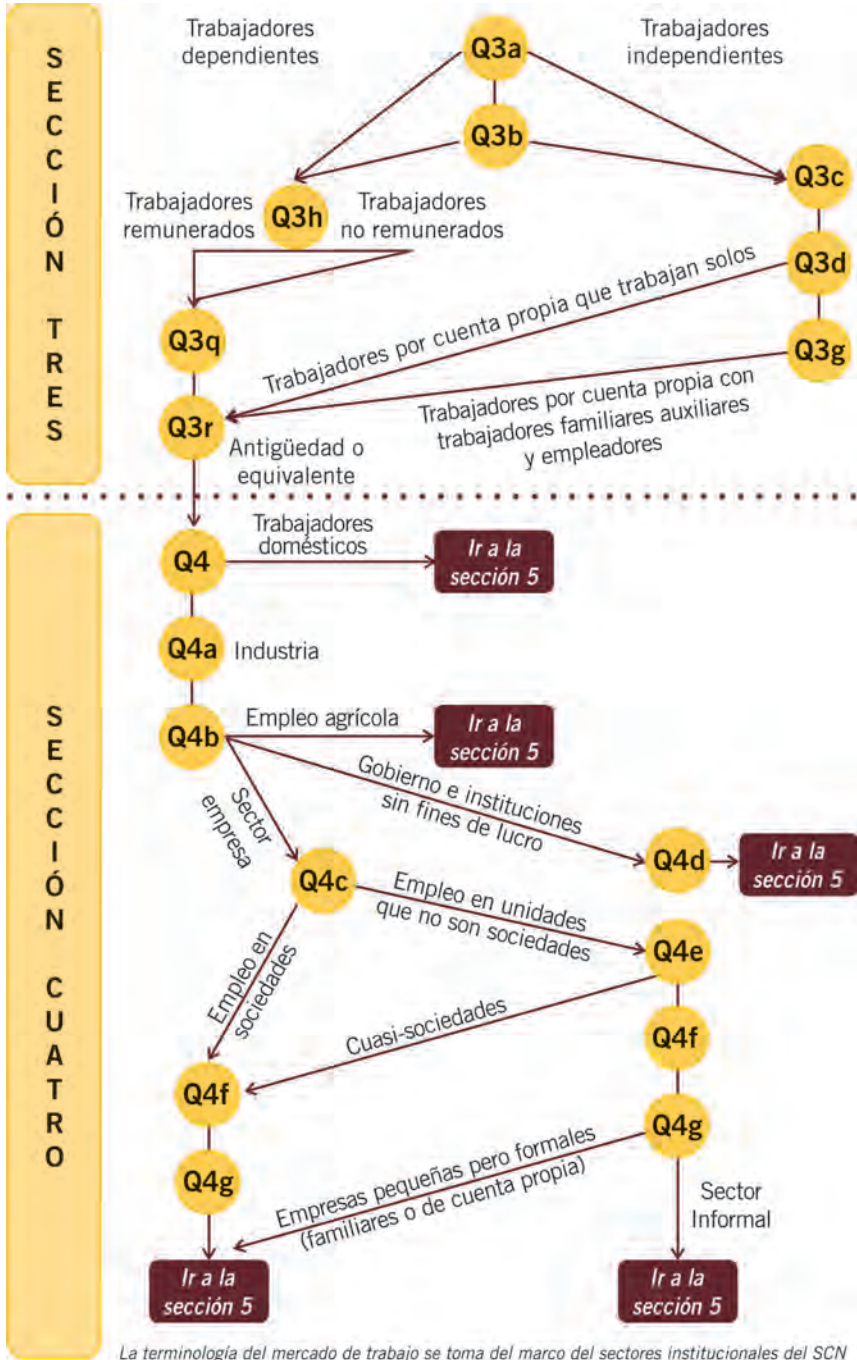 SECCIÓN TRES
Trabajadores
dependientes
Q3a
Trabajadores
independientes
Q3b
Q3c
Trabajadores
remunerados
Q3h
Trabajadores
no remunerados
Q3d
Q3q
Trabajadores por cuenta propia que trabajan solos
Q3g
Q3r
Trabajadores por cuenta propia con
trabajadores familiares auxiliares
y empleadores
Antigüedad o
equivalente
SECCIÓN CUATRO
Q4
Trabajadores
domésticos
Ir a la
sección 5
Q4a
Industria
Q4b
Empleo agrícola
Ir a la
sección 5
Gobierno e instituciones
sin fines de lucro
Sector
empresa
Q4d
Ir a la
sección 5
Q4c
Empleo en unidades
que no son sociedades
Q4e
Empleo en
sociedades
Cuasi-sociedades
Q4f
Q4f
Q4g
Q4g
Empresas pequeñas pero formales
(familiares o de cuenta propia)
Sector
Informal
Ir a la
sección 5
Ir a la
sección 5
La terminología del mercado de trabajo se toma del marco del sectores institucionales del SCN